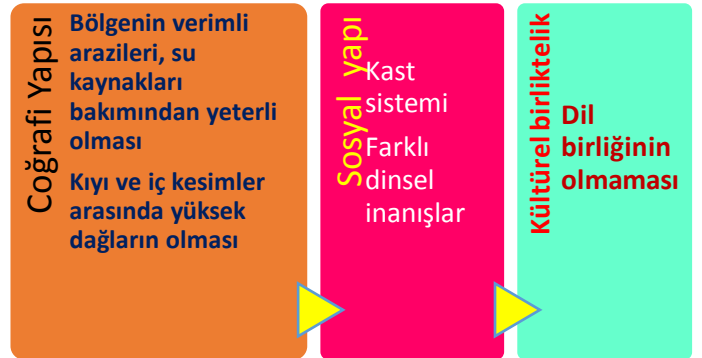 Coğrafi Yapısı
Bölgenin verimli
arazileri, su
kaynakları
bakımından yeterli
olması
Kıyı ve iç kesimler
arasında yüksek
dağların olması
Sosyal yapı
Kast
sistemi
Farklı
dinsel
inanışlar
Kültürel birliktelik
Dil
birliğinin
olmaması